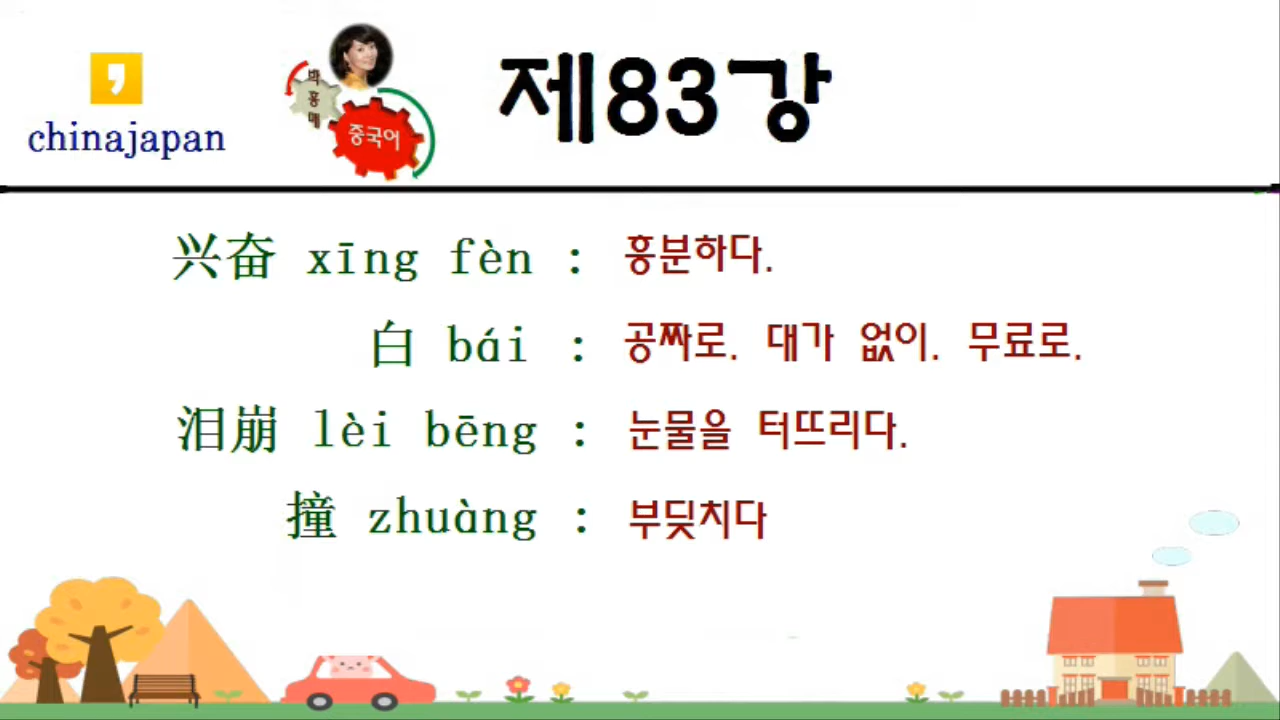 ,
chinajapan
박홍매
중국어
제83강
兴奋 xīng fèn : 흥분하다.
白 bái : 공짜로. 대가 없이. 무료로.
泪崩 lèi bēng : 눈물을 터뜨리다.
撞 zhuàng : 부딪치다